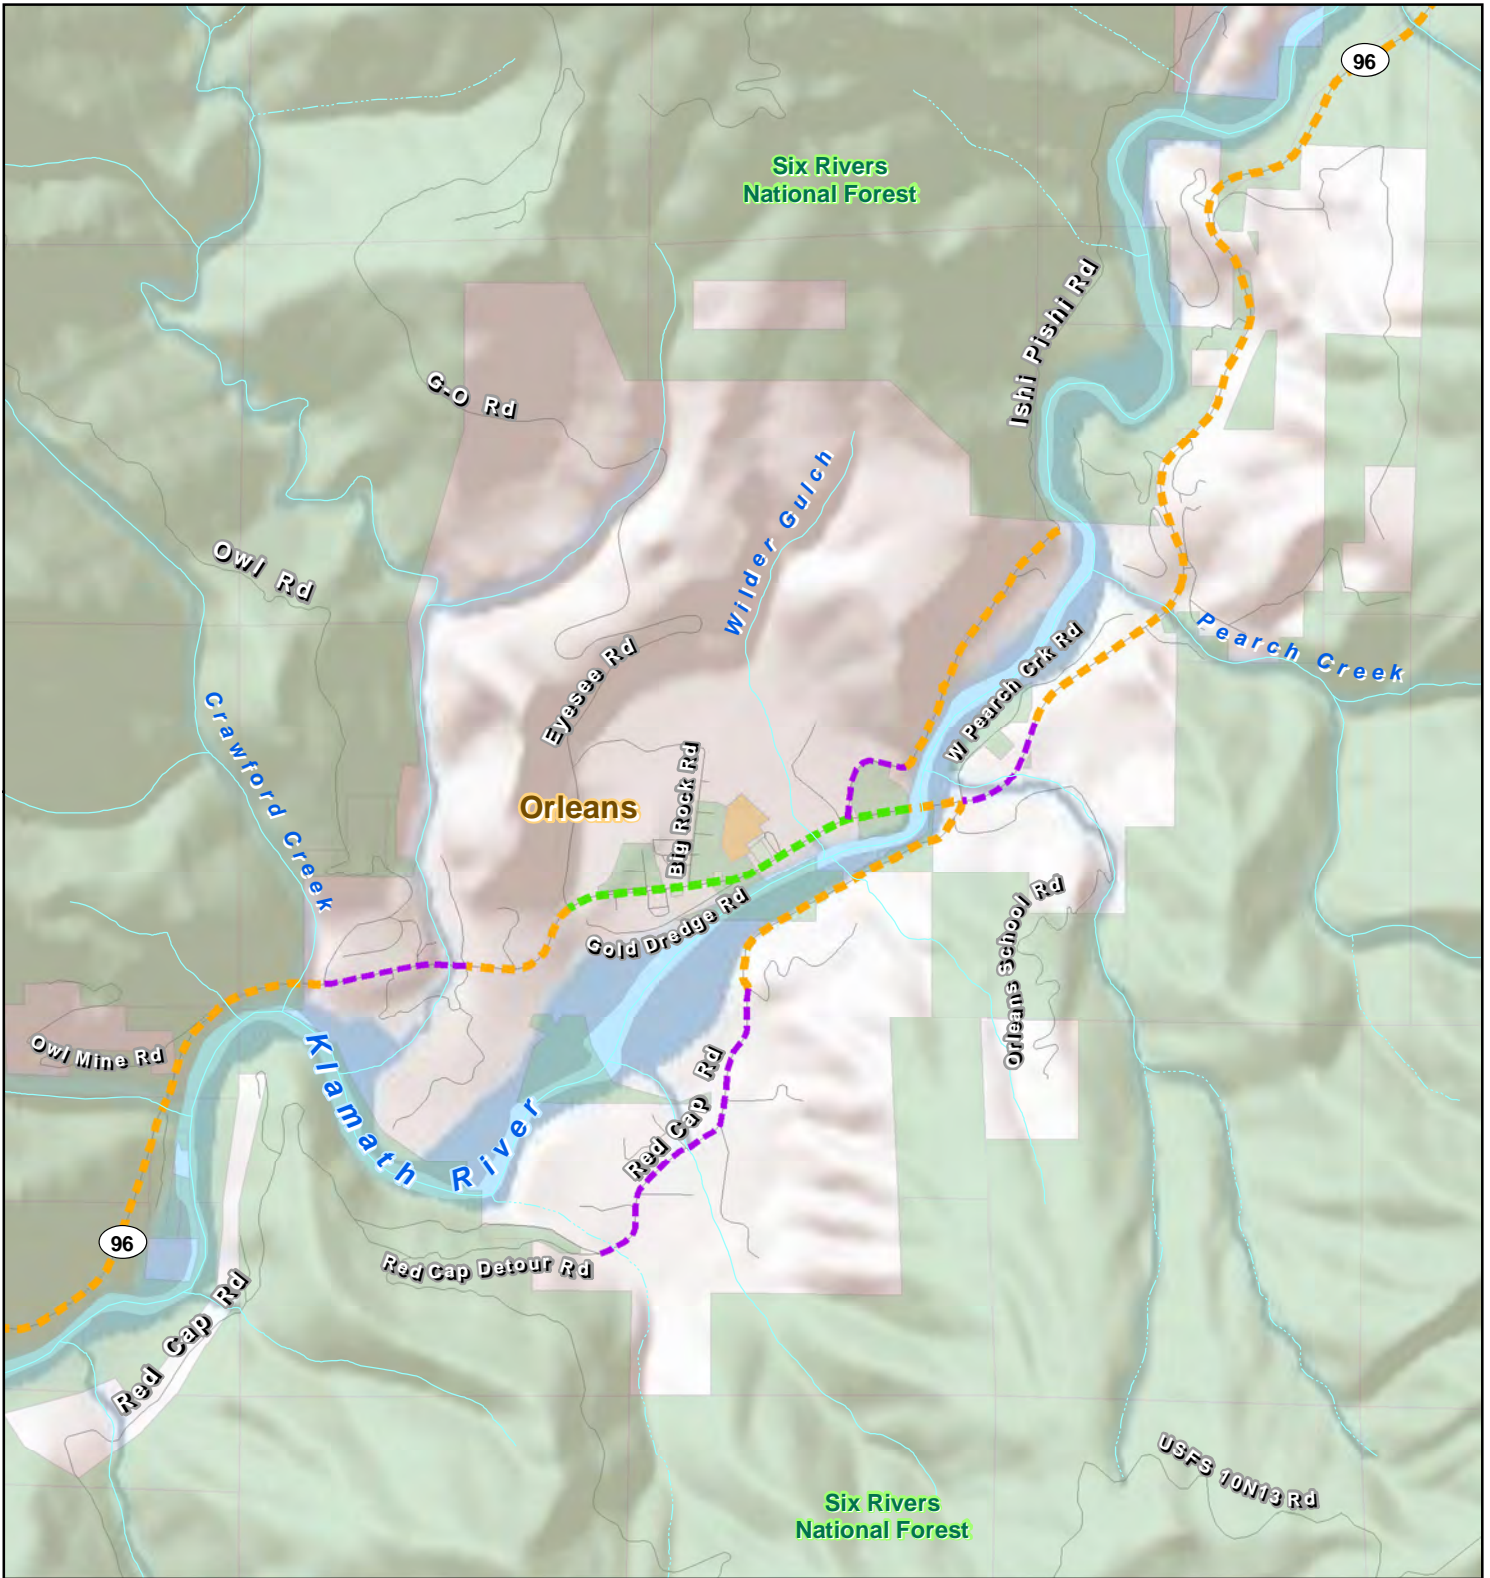 96
Six Rivers
National Forest
Ishi Pishi Rd
G-O Rd
Wilder Gulch
Owl Rd
Pearch Creek
W Pearch Crk Rd
Eyesee Rd
Crawford Creek
Big Rock Rd
Orleans
Orleans School Rd
Gold Dredge Rd
Owl Mine Rd
Klamath River
Red Cap Rd
96
Red Cap Detour Rd
Red Cap Rd
USFS 10N13 Rd
Six Rivers
National Forest